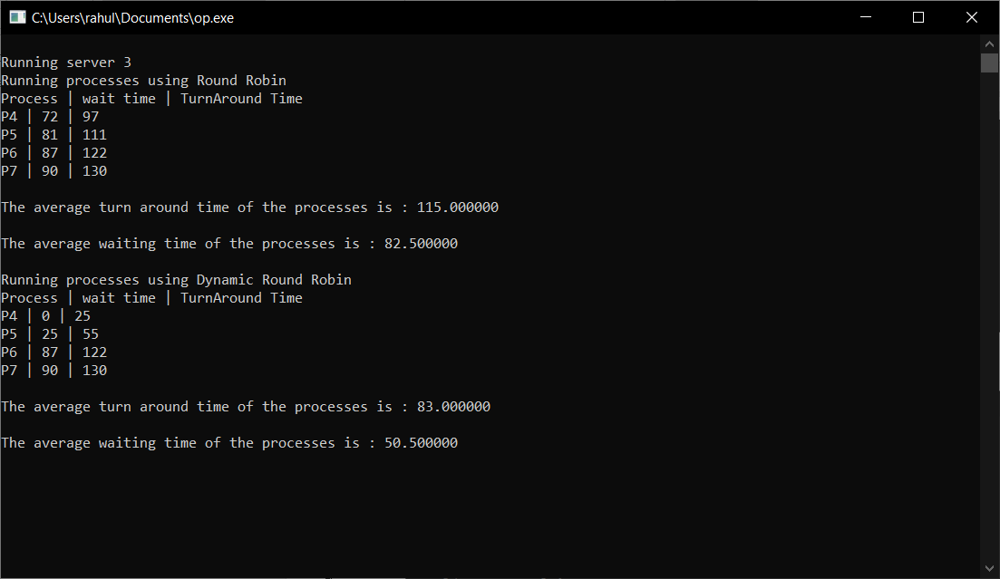 C:\Users\rahul\Documents\op.exe
Running server 3
Running processes using Round Robin
Process | wait time | TurnAround Time
P4 | 72 | 97
P5 | 81 | 111
P6 | 87 | 122
P7 | 90 | 130
The average turn around time of the processes is : 115.000000
The average waiting time of the processes is : 82.500000
Running processes using Dynamic Round Robin
Process | wait time | TurnAround Time
P4 | 0 | 25
P5 | 25 | 55
P6 | 87 | 122
P7 | 90 | 130
The average turn around time of the processes is : 83.000000
The average waiting time of the processes is : 50.500000